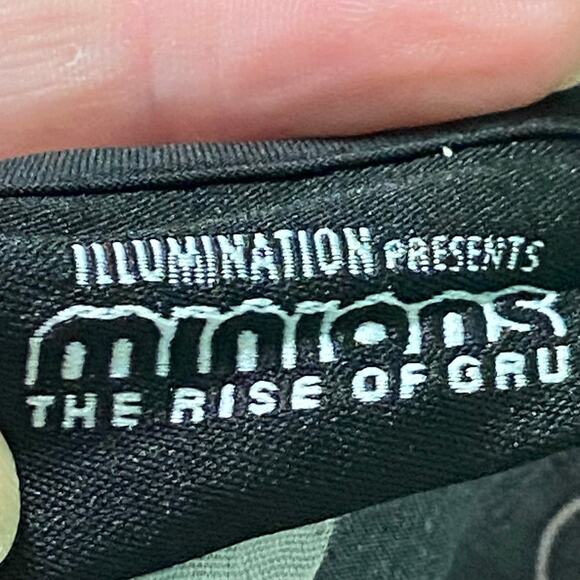 ILLUMINATION PRESENTS
minions
THE RISE OF GRU